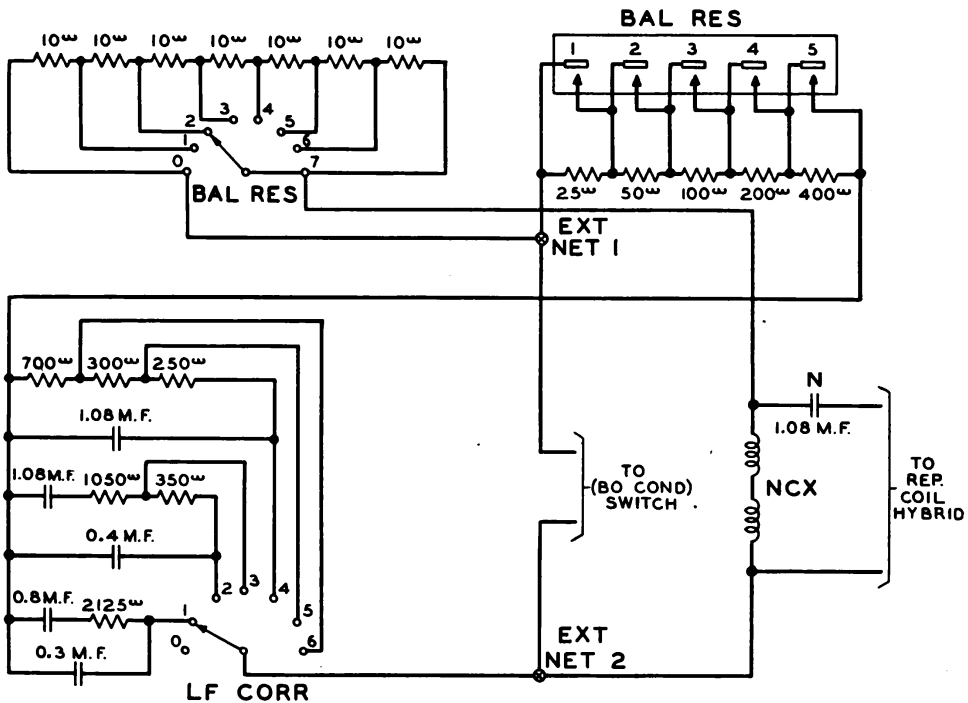 BAL RES
10ω 10ω 10ω 10ω 10ω 10ω 10ω
1 2 3 4 5
0 1 2 3 4 5 6 7
BAL RES
25ω 50ω 100ω 200ω 400ω
EXT
NET 1
700ω 300ω 250ω
1.08 M.F.
1.08M.F. 1050ω 350ω
0.4 M.F.
0.8M.F. 2125ω
0.3 M.F.
0 1 2 3 4 5 6
LF CORR
TO
(BO COND)
SWITCH
N
1.08 M.F.
NCX
TO
REP.
COIL
HYBRID
EXT
NET 2